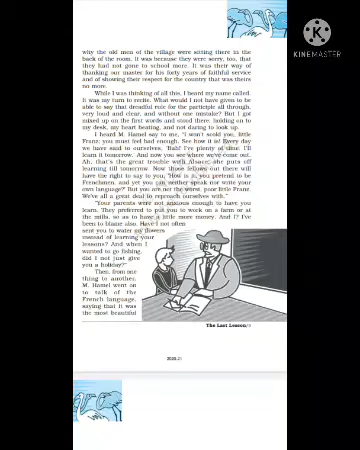 KINEMASTER
why the old men of the village were sitting there in the
back of the room. It was because they were sorry, too, that
they had not gone to school more. It was their way of
thanking our master for his forty years of faithful service
and of showing their respect for the country that was theirs
no more.
While I was thinking of all this, I heard my name called.
It was my turn to recite. What would I not have given to be
able to say that dreadful rule for the participle all through,
very loud and clear, and without one mistake? But I got
mixed up on the first words and stood there, holding on to
my desk, my heart beating, and not daring to look up.
I heard M. Hamel say to me, “I won't scold you, little
Franz; you must feel bad enough. See how it is! Every day
we have said to ourselves, ‘Bah! I've plenty of time. I'll
learn it tomorrow.’ And now you see where we've come out.
Ah, that's the great trouble with Alsace; she puts off
learning till tomorrow. Now those fellows out there will
have the right to say to you, ‘How is it; you pretend to be
Frenchmen, and yet you can neither speak nor write your
own language?’ But you are not the worst, poor little Franz.
We've all a great deal to reproach ourselves with.”
“Your parents were not anxious enough to have you
learn. They preferred to put you to work on a farm or at
the mills, so as to have a little more money. And I? I've
been to blame also. Have I not often
sent you to water my flowers
instead of learning your
lessons? And when I
wanted to go fishing,
did I not just give
you a holiday?”
Then, from one
thing to another,
M. Hamel went on
to talk of the
French language,
saying that it was
the most beautiful
The Last Lesson/5
2020-21